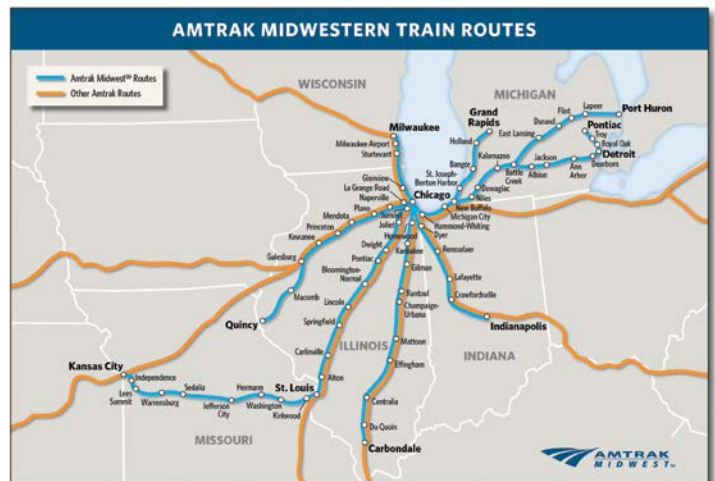 AMTRAK MIDWESTERN TRAIN ROUTES
Amtrak Midwest℠ Routes
Other Amtrak Routes
WISCONSIN
MICHIGAN
Milwaukee
Milwaukee Airport
Sturtevant
Grand
Rapids
Holland
Bangor
St. Joseph-
Benton Harbor
East Lansing
Durand
Flint
Lapeer
Port Huron
Pontiac
Troy
Royal Oak
Detroit
Dearborn
Ann
Arbor
Jackson
Albion
Battle
Creek
Kalamazoo
Dowagiac
Niles
New Buffalo
Michigan City
Hammond-Whiting
Dyer
Rensselaer
Lafayette
Crawfordsville
Indianapolis
INDIANA
Glenview
Chicago
La Grange Road
Naperville
Plano
Mendota
Princeton
Kewanee
Galesburg
Macomb
Quincy
Summit
Joliet
Dwight
Pontiac
Bloomington-
Normal
Lincoln
Springfield
Carlinville
Alton
ILLINOIS
Homewood
Kankakee
Gilman
Rantoul
Champaign-
Urbana
Mattoon
Effingham
Centralia
Du Quoin
Carbondale
St. Louis
Kirkwood
Washington
Hermann
Jefferson
City
Sedalia
Warrensburg
Lees
Summit
Independence
Kansas City
MISSOURI
AMTRAK
MIDWEST℠